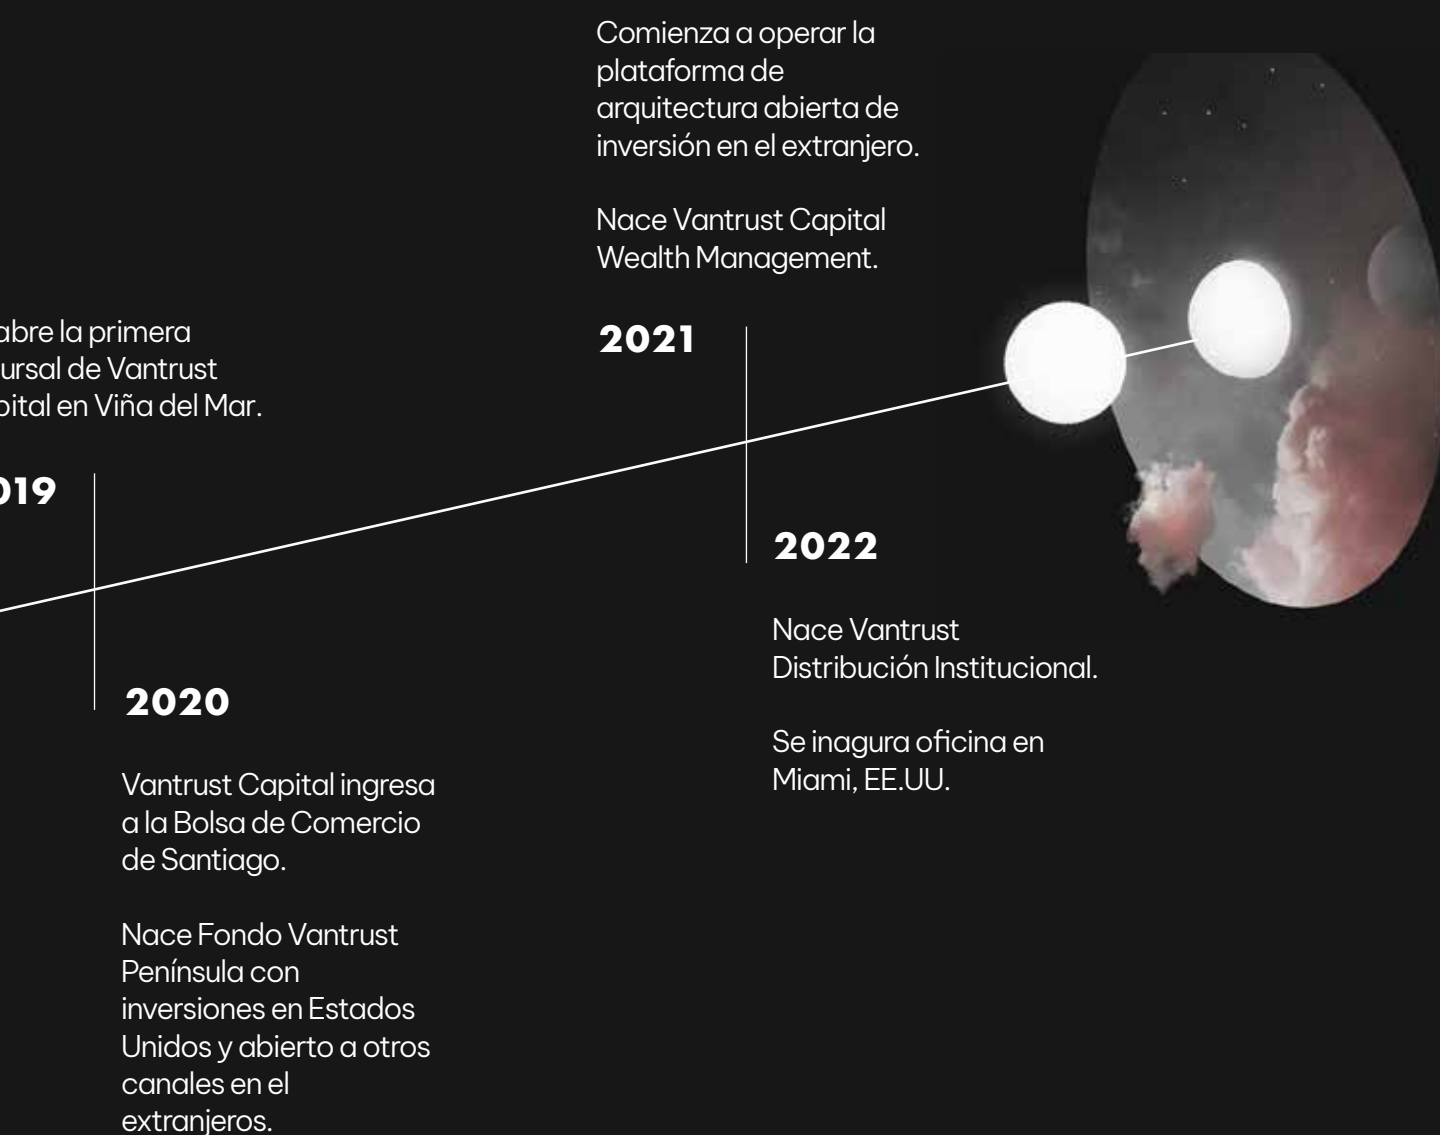 abre la primera
ursal de Vantrust
pital en Viña del Mar.
019
2020
Vantrust Capital ingresa
a la Bolsa de Comercio
de Santiago.
Nace Fondo Vantrust
Península con
inversiones en Estados
Unidos y abierto a otros
canales en el
extranjeros.
Comienza a operar la
plataforma de
arquitectura abierta de
inversión en el extranjero.
Nace Vantrust Capital
Wealth Management.
2021
2022
Nace Vantrust
Distribución Institucional.
Se inagura oficina en
Miami, EE.UU.